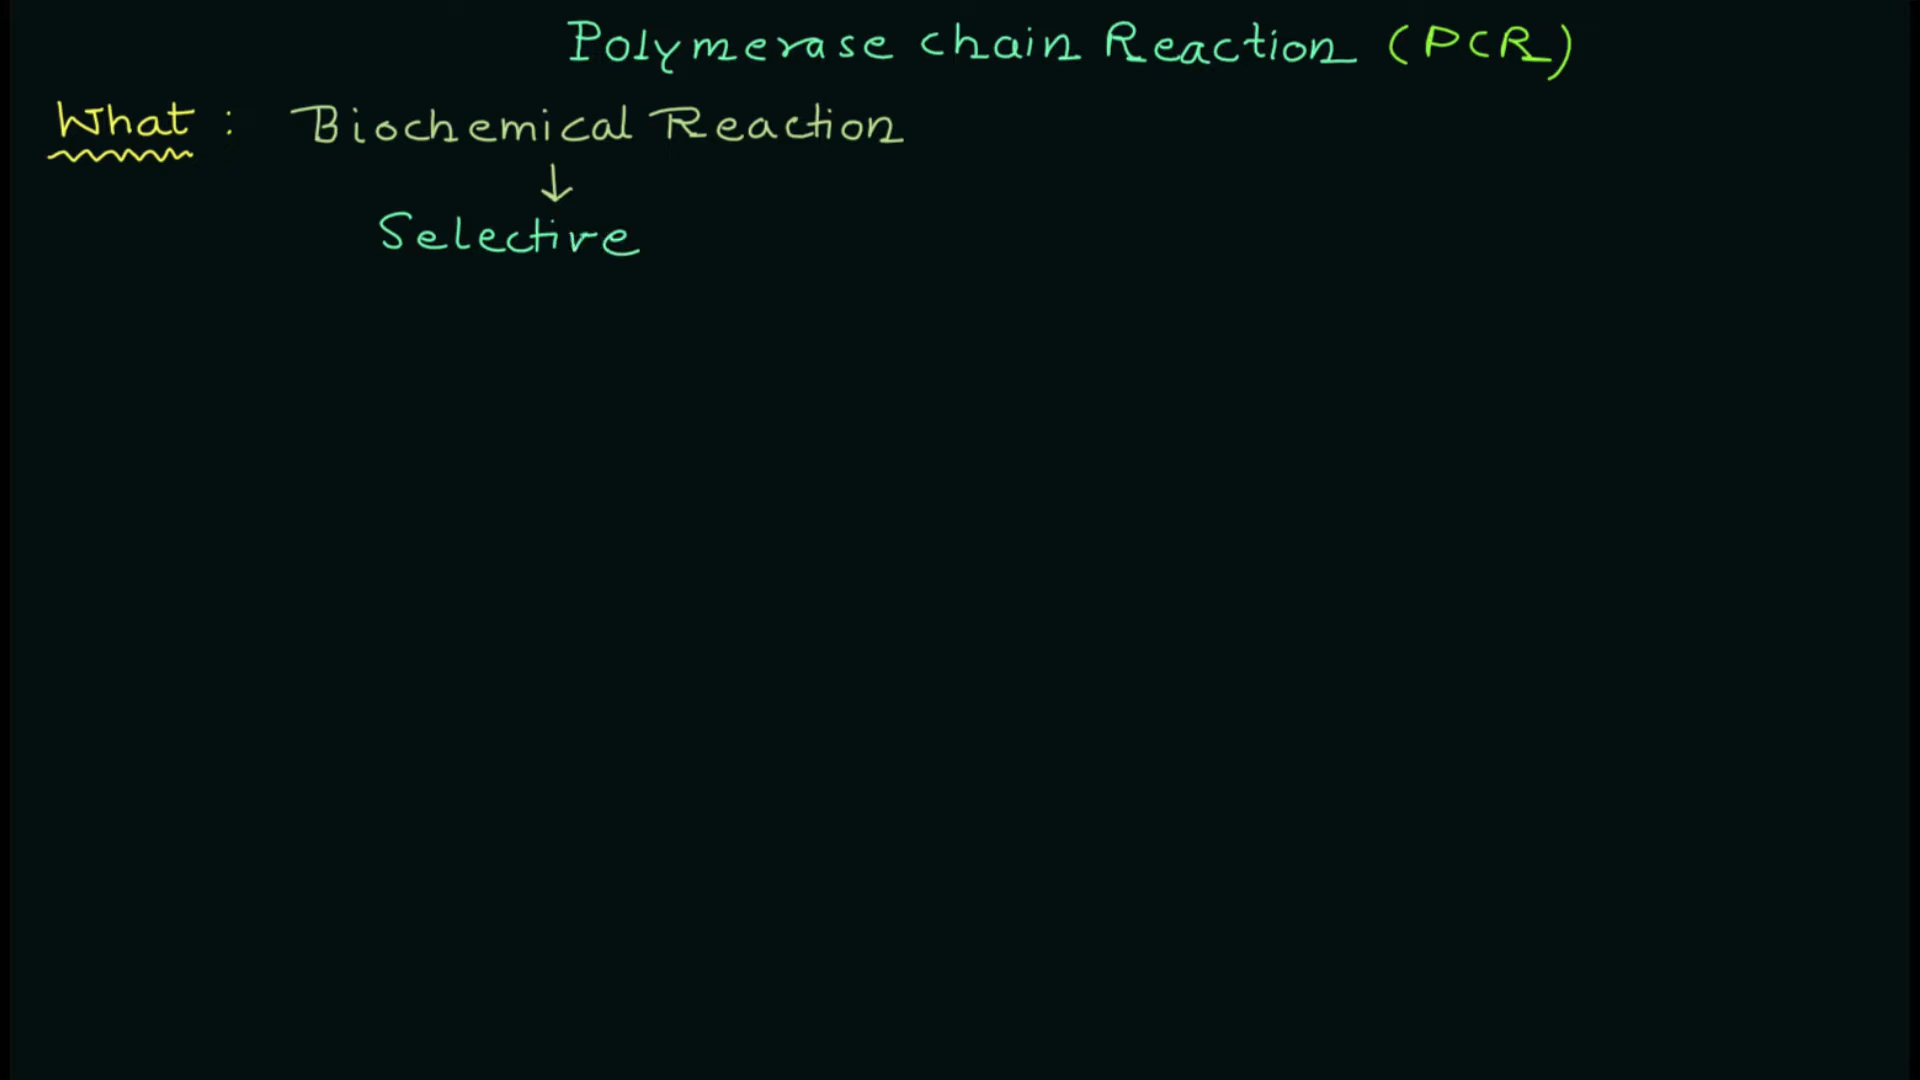 Polymerase chain Reaction (PCR)
What : Biochemical Reaction
↓
Selective